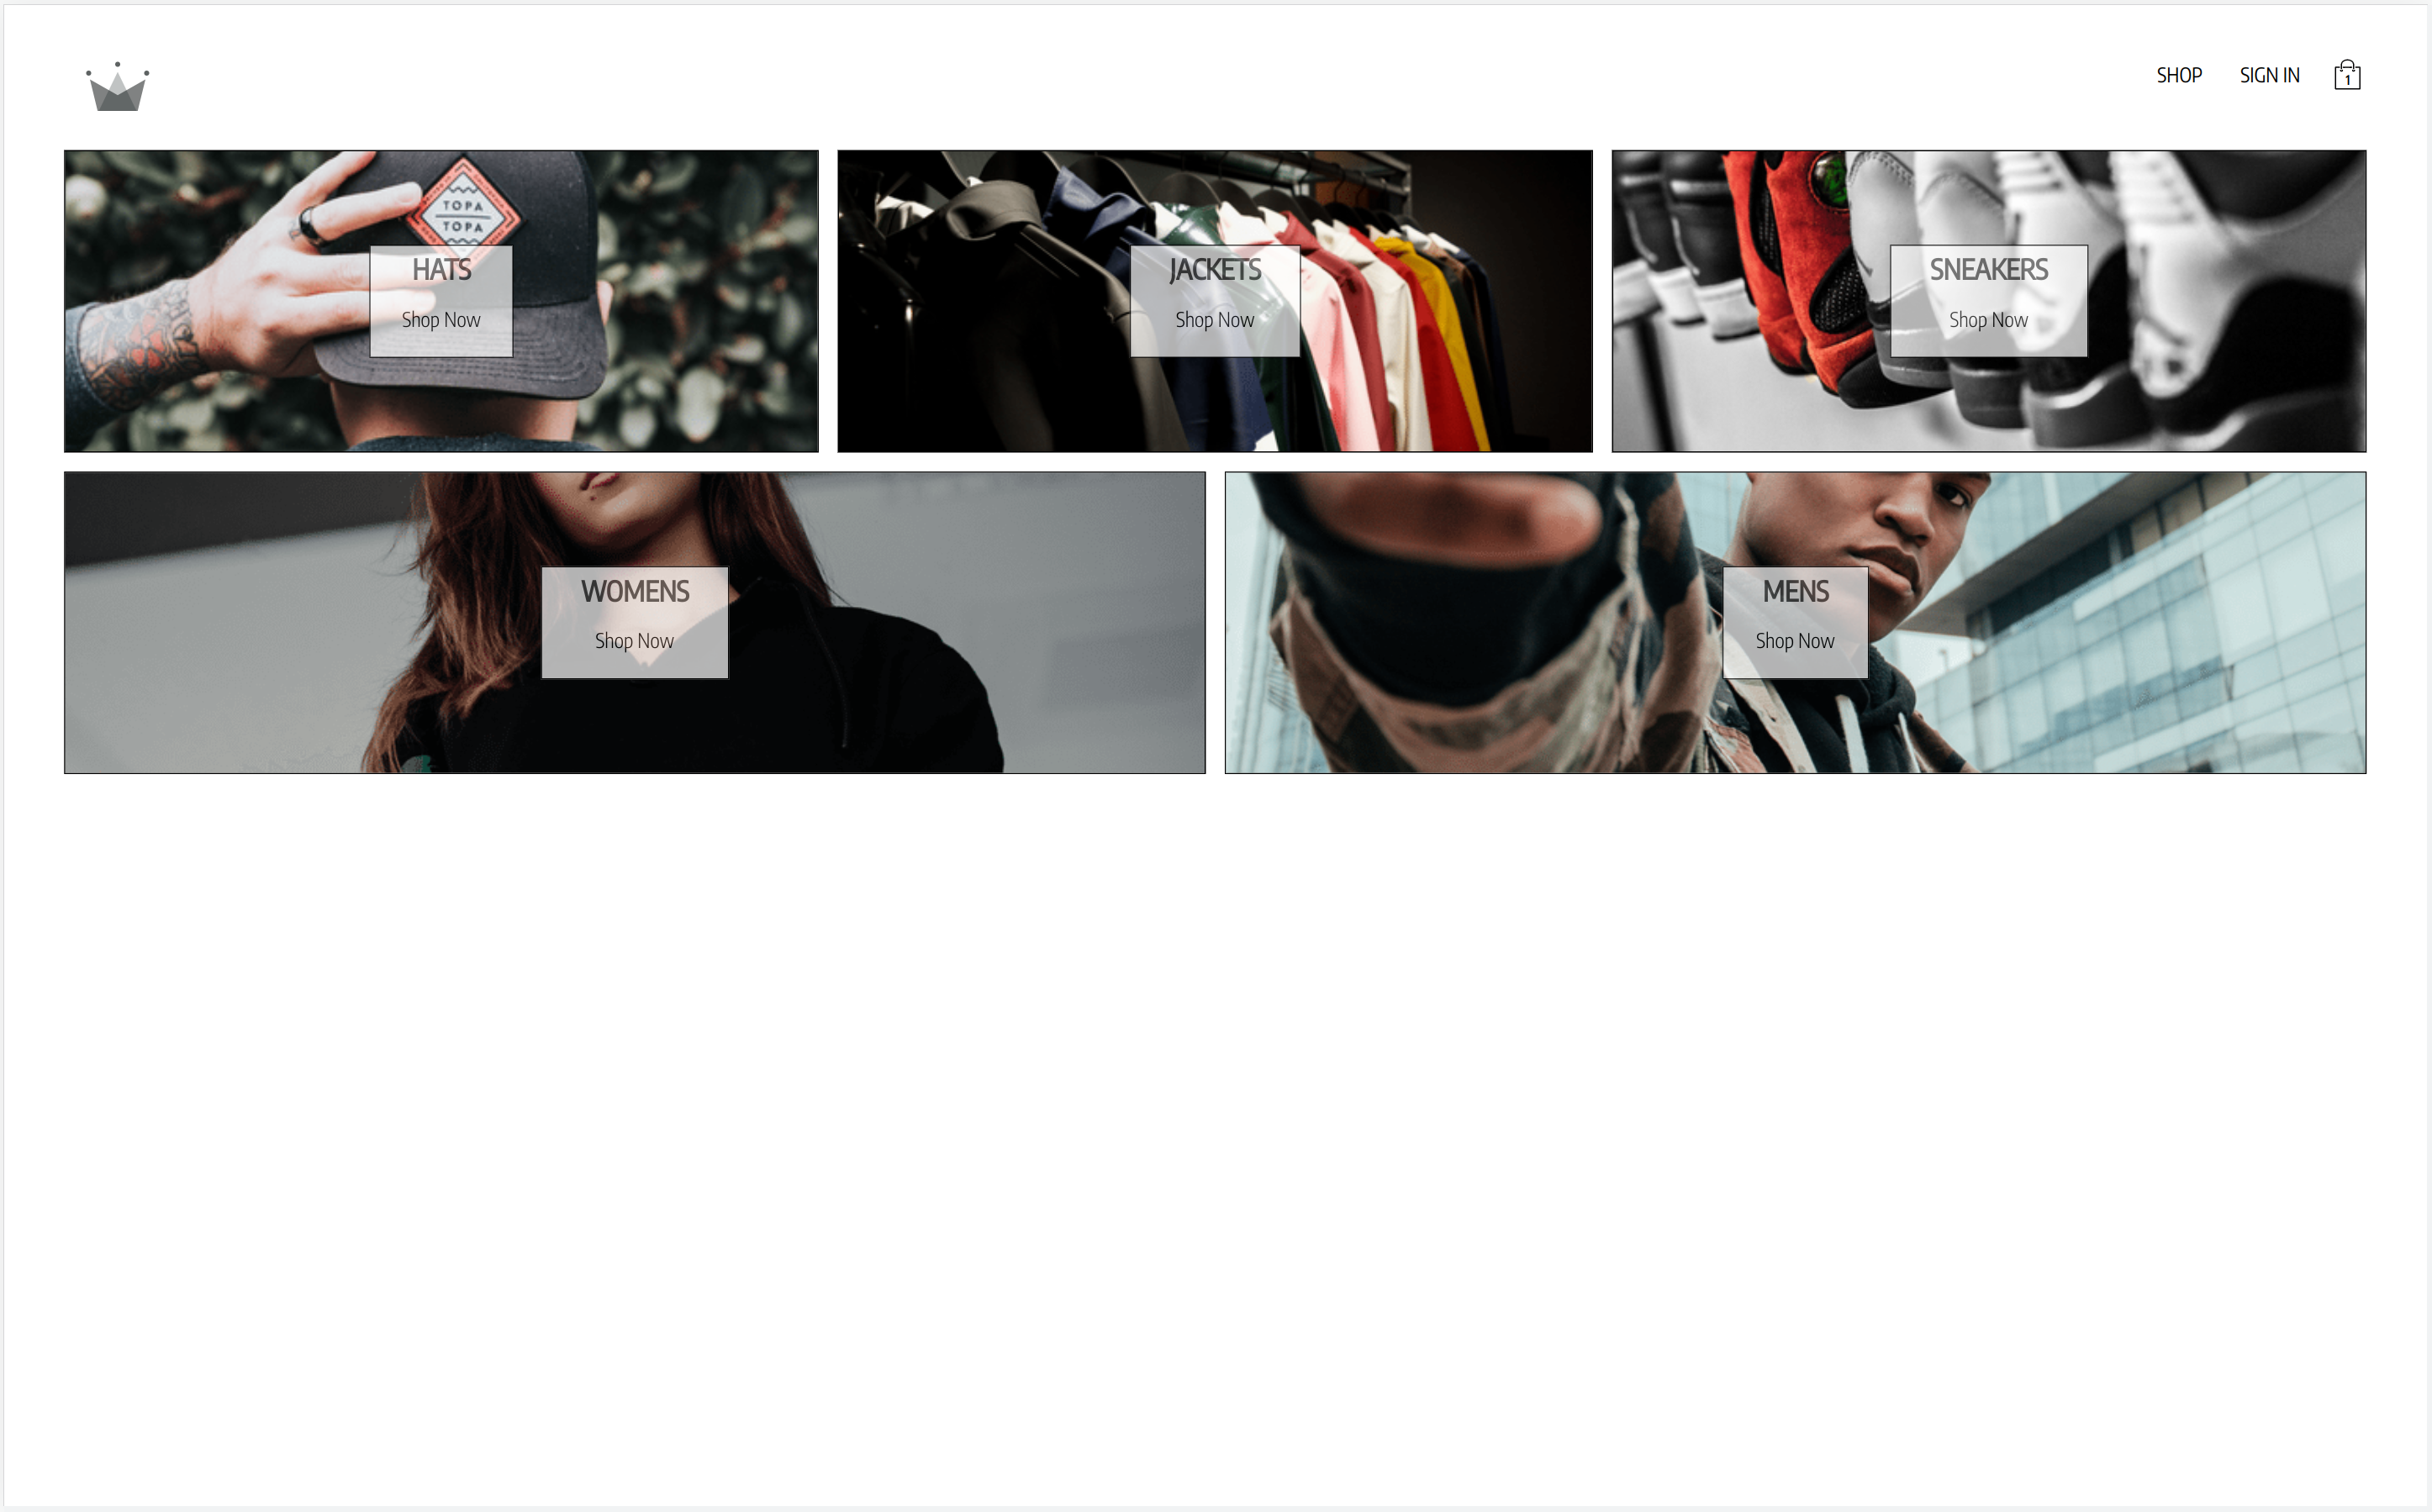 SHOP
SIGN IN
1
TOPA
TOPA
HATS
Shop Now
JACKETS
Shop Now
SNEAKERS
Shop Now
WOMENS
Shop Now
MENS
Shop Now